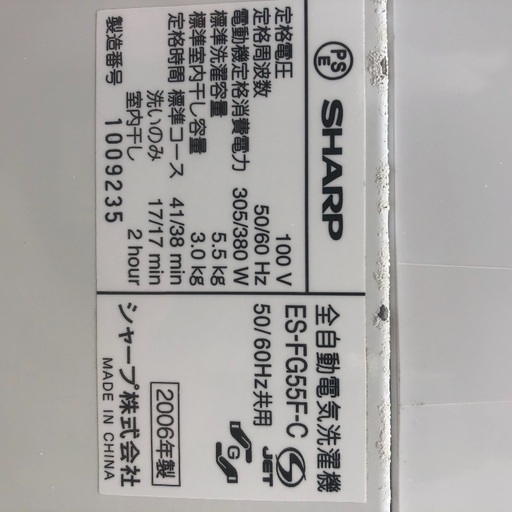 PSE SHARP
定格電圧 100 V
定格周波数 50/60 Hz
電動機定格消費電力 305/380 W
標準洗濯容量 5.5 kg
標準室内干し容量 3.0 kg
定格時間 標準コース 41/38 min
洗いのみ 17/17 min
室内干し 2 hour
製造番号 1009235
全自動電気洗濯機
ES-FG55F-C
50/60Hz共用
S JET
G
2006年製
シャープ株式会社
MADE IN CHINA